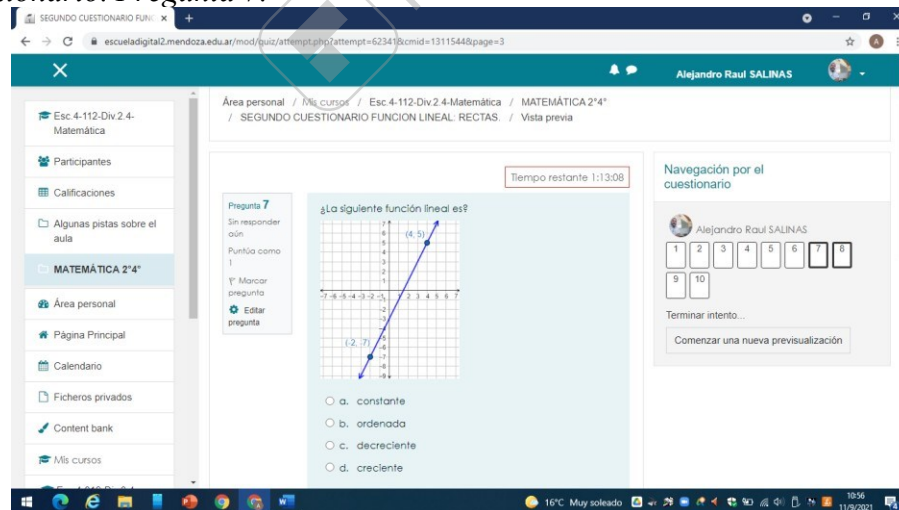 SEGUNDO CUESTIONARIO FUNC
escueladigital2.mendoza.edu.ar/mod/quiz/attempt.php?attempt=62341&cmid=1311544&page=3
Alejandro Raul SALINAS
Esc.4-112-Div.2.4-
Matemática
Participantes
Calificaciones
Algunas pistas sobre el
aula
MATEMÁTICA 2°4°
Área personal
Página Principal
Calendario
Ficheros privados
Content bank
Mis cursos
Área personal / Mis cursos / Esc.4-112-Div.2.4-Matemática / MATEMÁTICA 2°4°
/ SEGUNDO CUESTIONARIO FUNCION LINEAL: RECTAS. / Vista previa
Tiempo restante 1:13:08
Pregunta 7
Sin responder
aún
Puntúa como
1
Marcar
pregunta
Editar
pregunta
¿La siguiente función lineal es?
(4, 5)
(-2, -7)
a. constante
b. ordenada
c. decreciente
d. creciente
Navegación por el
cuestionario
Alejandro Raul SALINAS
1 2 3 4 5 6 7 8
9 10
Terminar intento...
Comenzar una nueva previsualización
16°C Muy soleado
10:56
11/9/2021